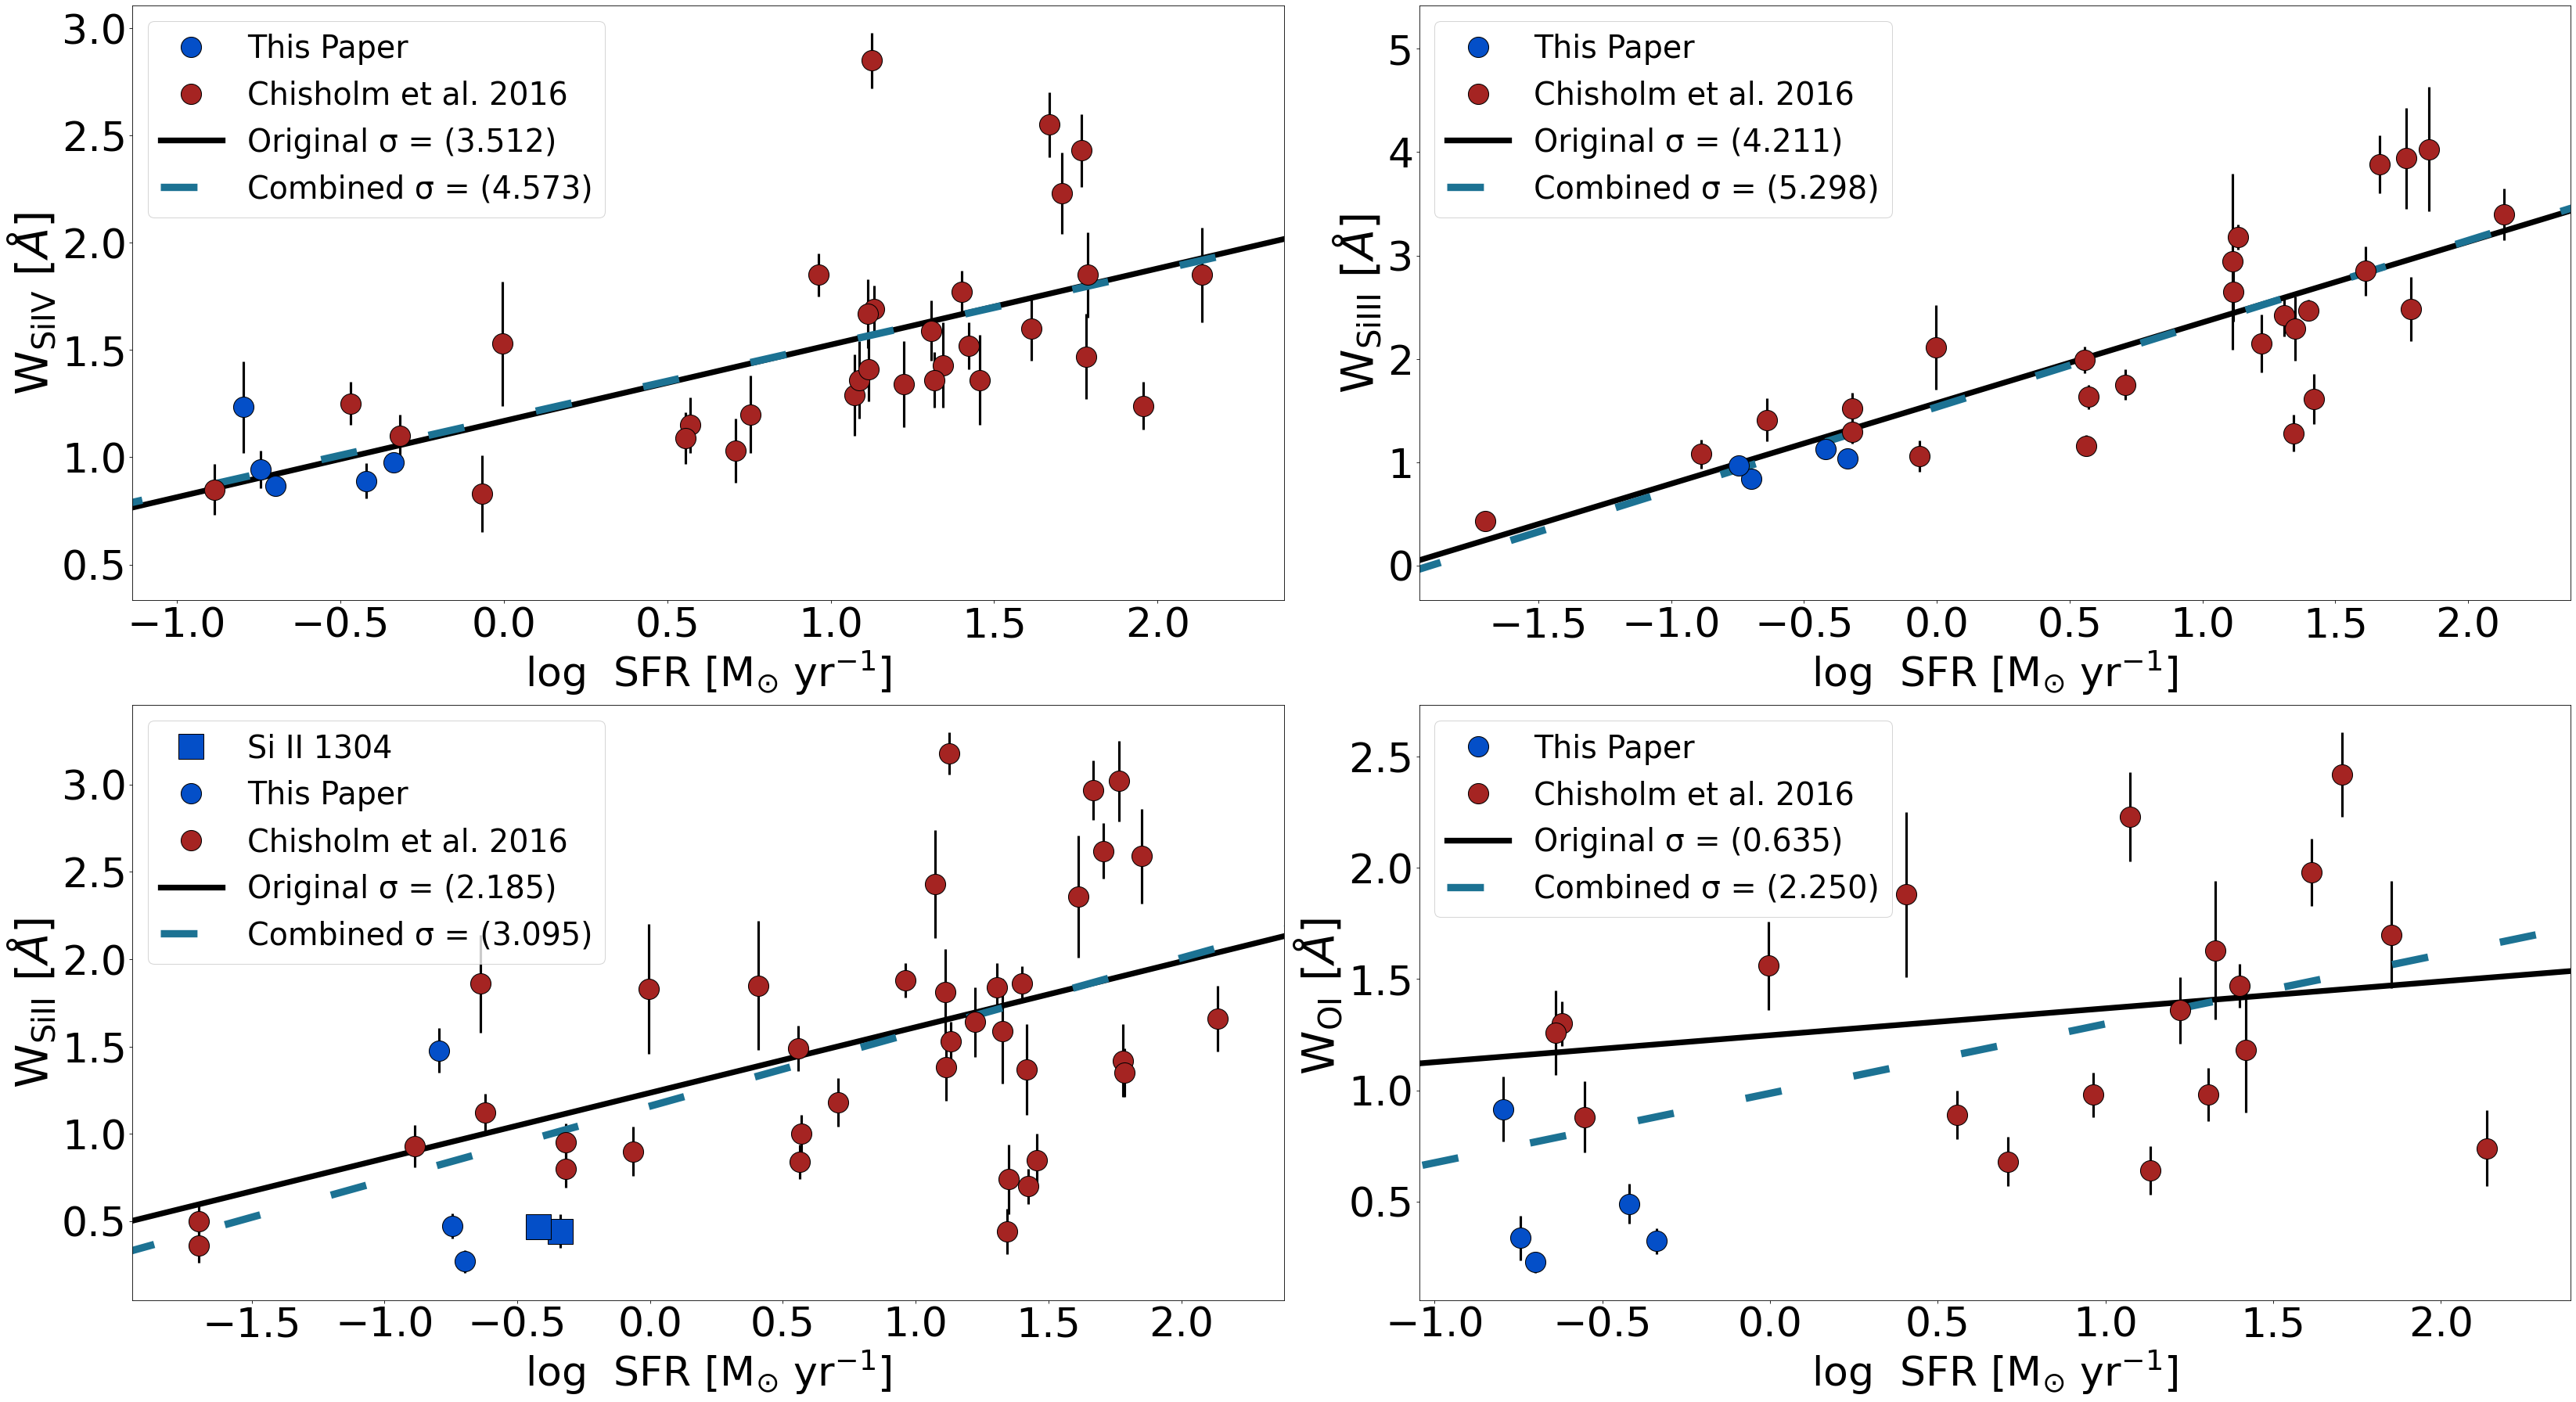 This Paper
Chisholm et al. 2016
Original σ = (3.512)
Combined σ = (4.573)
3.0
2.5
2.0
1.5
1.0
0.5
W_SiIV [Å]
−1.0 −0.5 0.0 0.5 1.0 1.5 2.0
log SFR [M⊙ yr⁻¹]
This Paper
Chisholm et al. 2016
Original σ = (4.211)
Combined σ = (5.298)
5
4
3
2
1
0
W_SiIII [Å]
−1.5 −1.0 −0.5 0.0 0.5 1.0 1.5 2.0
log SFR [M⊙ yr⁻¹]
Si II 1304
This Paper
Chisholm et al. 2016
Original σ = (2.185)
Combined σ = (3.095)
3.0
2.5
2.0
1.5
1.0
0.5
W_SiII [Å]
−1.5 −1.0 −0.5 0.0 0.5 1.0 1.5 2.0
log SFR [M⊙ yr⁻¹]
This Paper
Chisholm et al. 2016
Original σ = (0.635)
Combined σ = (2.250)
2.5
2.0
1.5
1.0
0.5
W_OI [Å]
−1.0 −0.5 0.0 0.5 1.0 1.5 2.0
log SFR [M⊙ yr⁻¹]